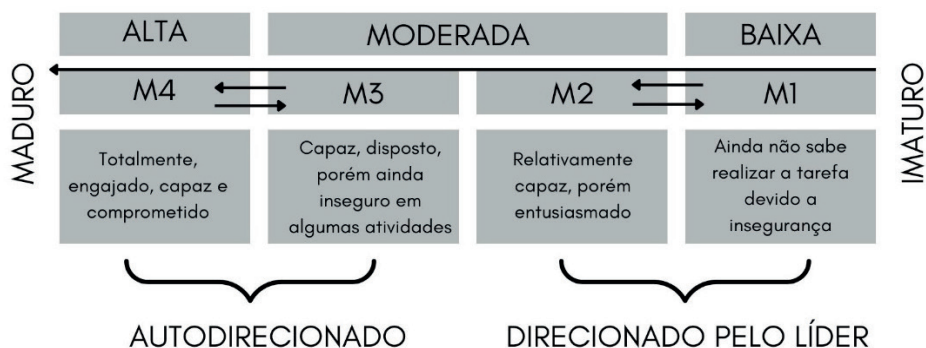 ALTA
MODERADA
BAIXA
MADURO
M4
M3
M2
M1
IMATURO
Totalmente,
engajado, capaz e
comprometido
Capaz, disposto,
porém ainda
inseguro em
algumas atividades
Relativamente
capaz, porém
entusiasmado
Ainda não sabe
realizar a tarefa
devido a
insegurança
AUTODIRECIONADO
DIRECIONADO PELO LÍDER